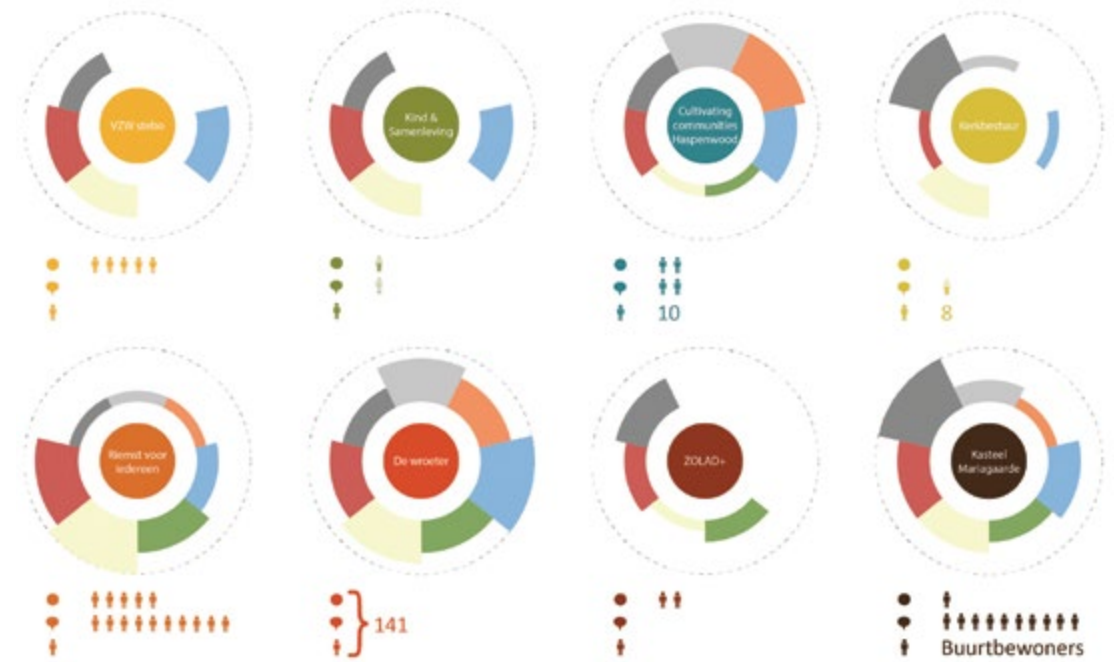 VZW stebo
Kind &
Samenleving
Cultivating
communities
Haspenwood
Kerkbestuur
10
8
Riemst voor
iedereen
De wroeter
ZOLAD+
Kasteel
Mariagaarde
141
Buurtbewoners